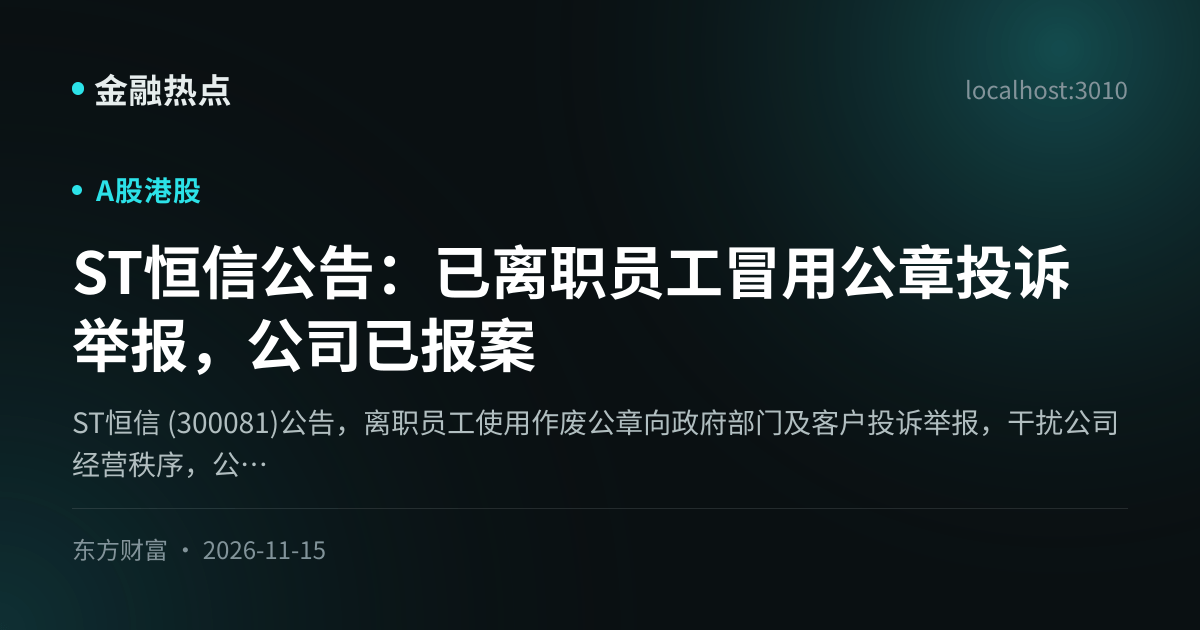 金融热点
localhost:3010
A股港股
ST恒信公告：已离职员工冒用公章投诉
举报，公司已报案
ST恒信 (300081)公告，离职员工使用作废公章向政府部门及客户投诉举报，干扰公司
经营秩序，公…
东方财富 · 2026-11-15